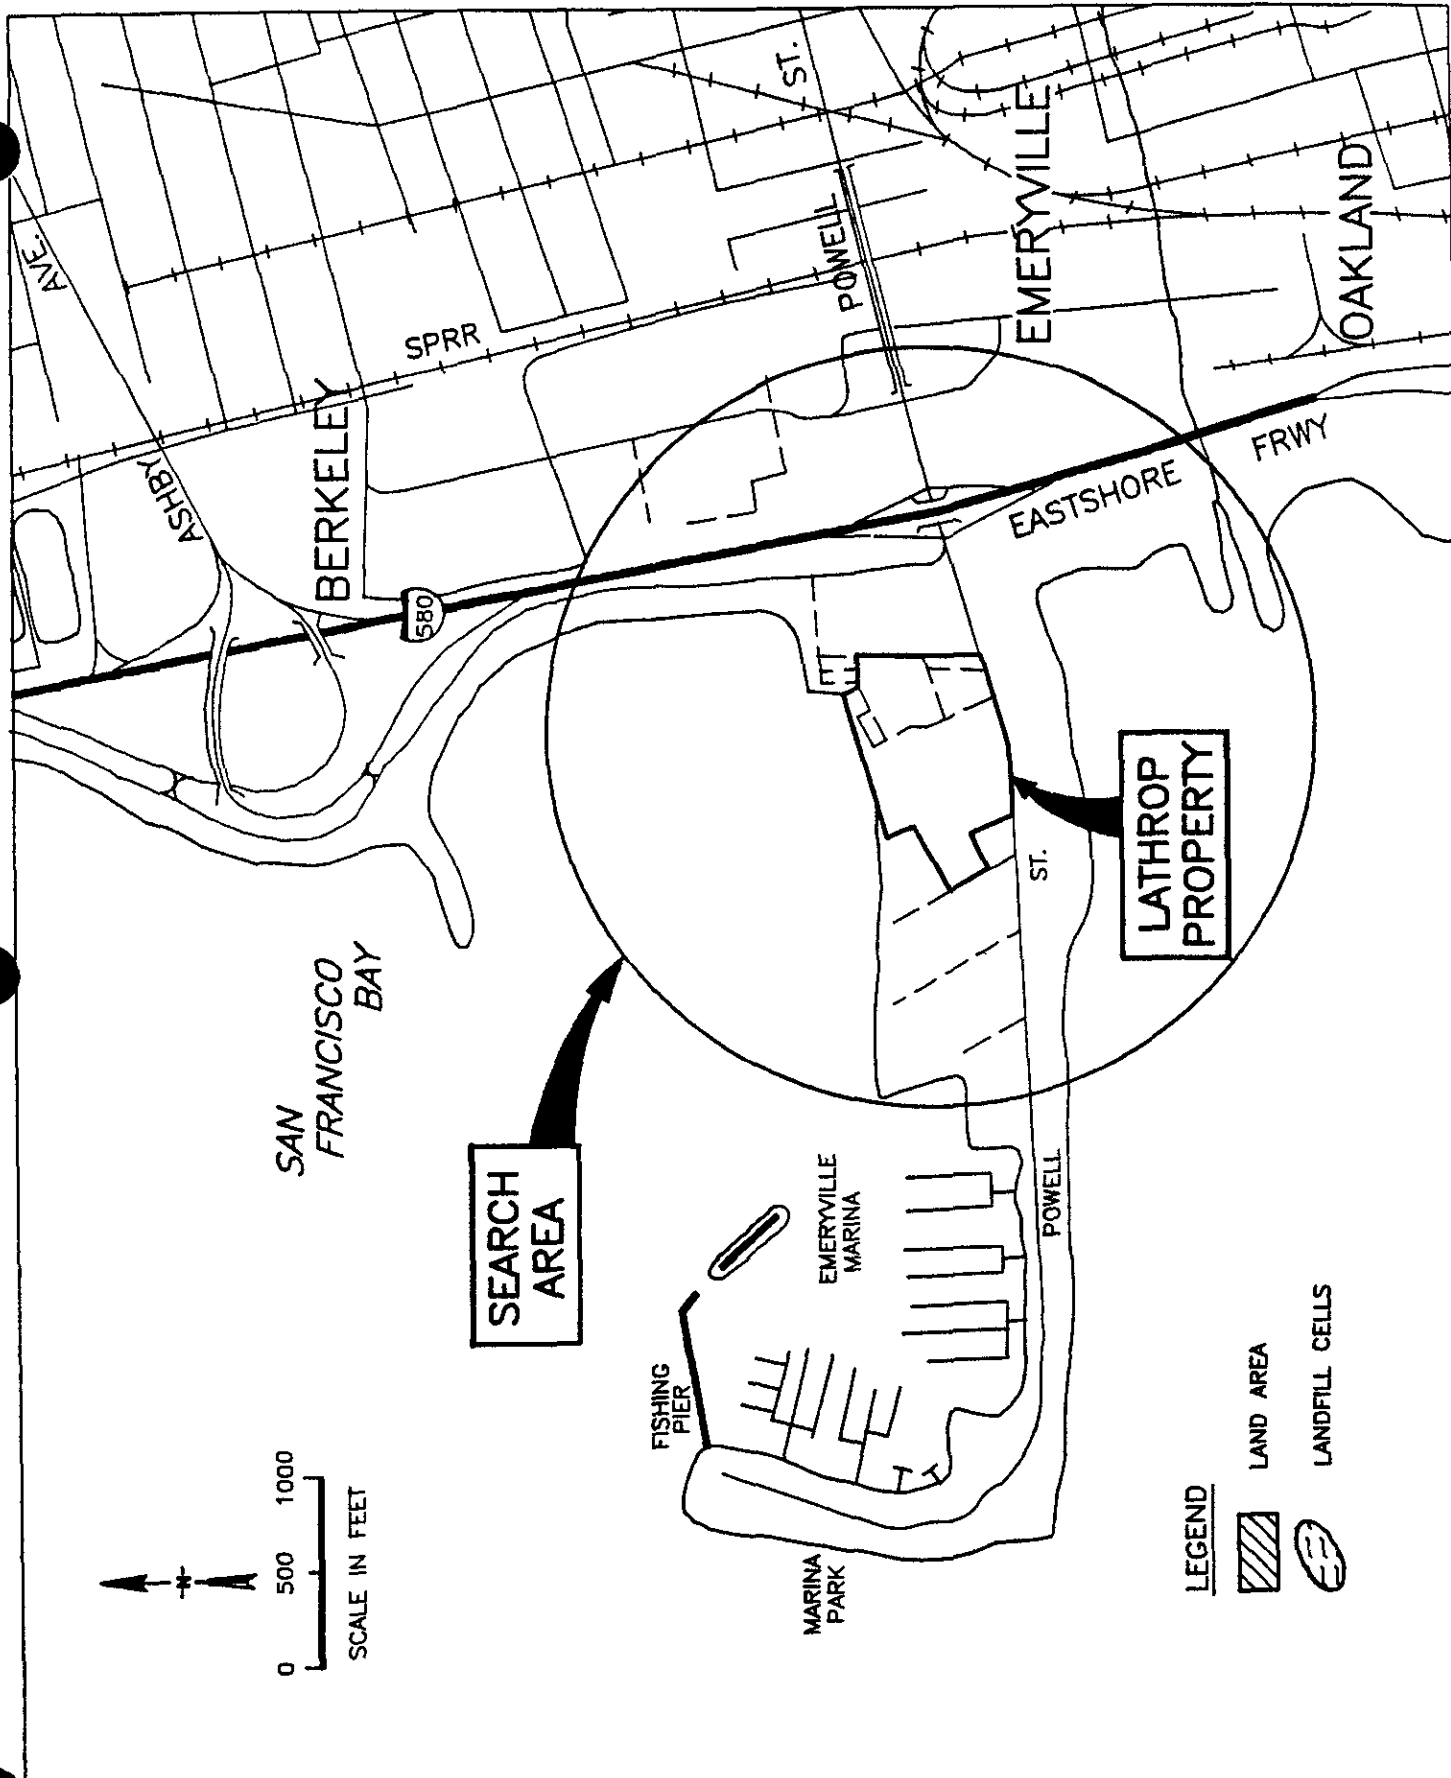 AVE.
ASHBY
BERKELEY
SPRR
580
ST.
POWELL
EMERYVILLE
OAKLAND
EASTSHORE
FRWY
SAN
FRANCISCO
BAY
SEARCH
AREA
LATHROP
PROPERTY
ST.
POWELL
EMERYVILLE
MARINA
FISHING
PIER
MARINA
PARK
N
0 500 1000
SCALE IN FEET
LEGEND
LAND AREA
LANDFILL CELLS